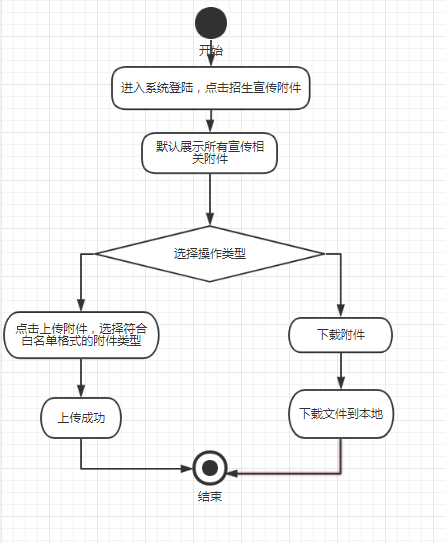 开始
进入系统登陆，点击招生宣传附件
默认展示所有宣传相
关附件
选择操作类型
点击上传附件，选择符合
白名单格式的附件类型
下载附件
上传成功
下载文件到本地
结束